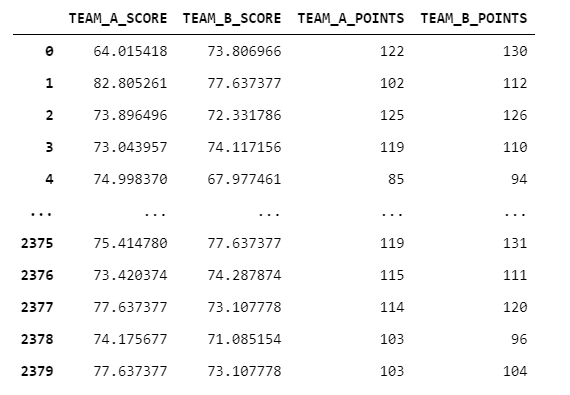 TEAM_A_SCORE TEAM_B_SCORE TEAM_A_POINTS TEAM_B_POINTS
0 64.015418 73.806966 122 130
1 82.805261 77.637377 102 112
2 73.896496 72.331786 125 126
3 73.043957 74.117156 119 110
4 74.998370 67.977461 85 94
... ... ... ... ...
2375 75.414780 77.637377 119 131
2376 73.420374 74.287874 115 111
2377 77.637377 73.107778 114 120
2378 74.175677 71.085154 103 96
2379 77.637377 73.107778 103 104